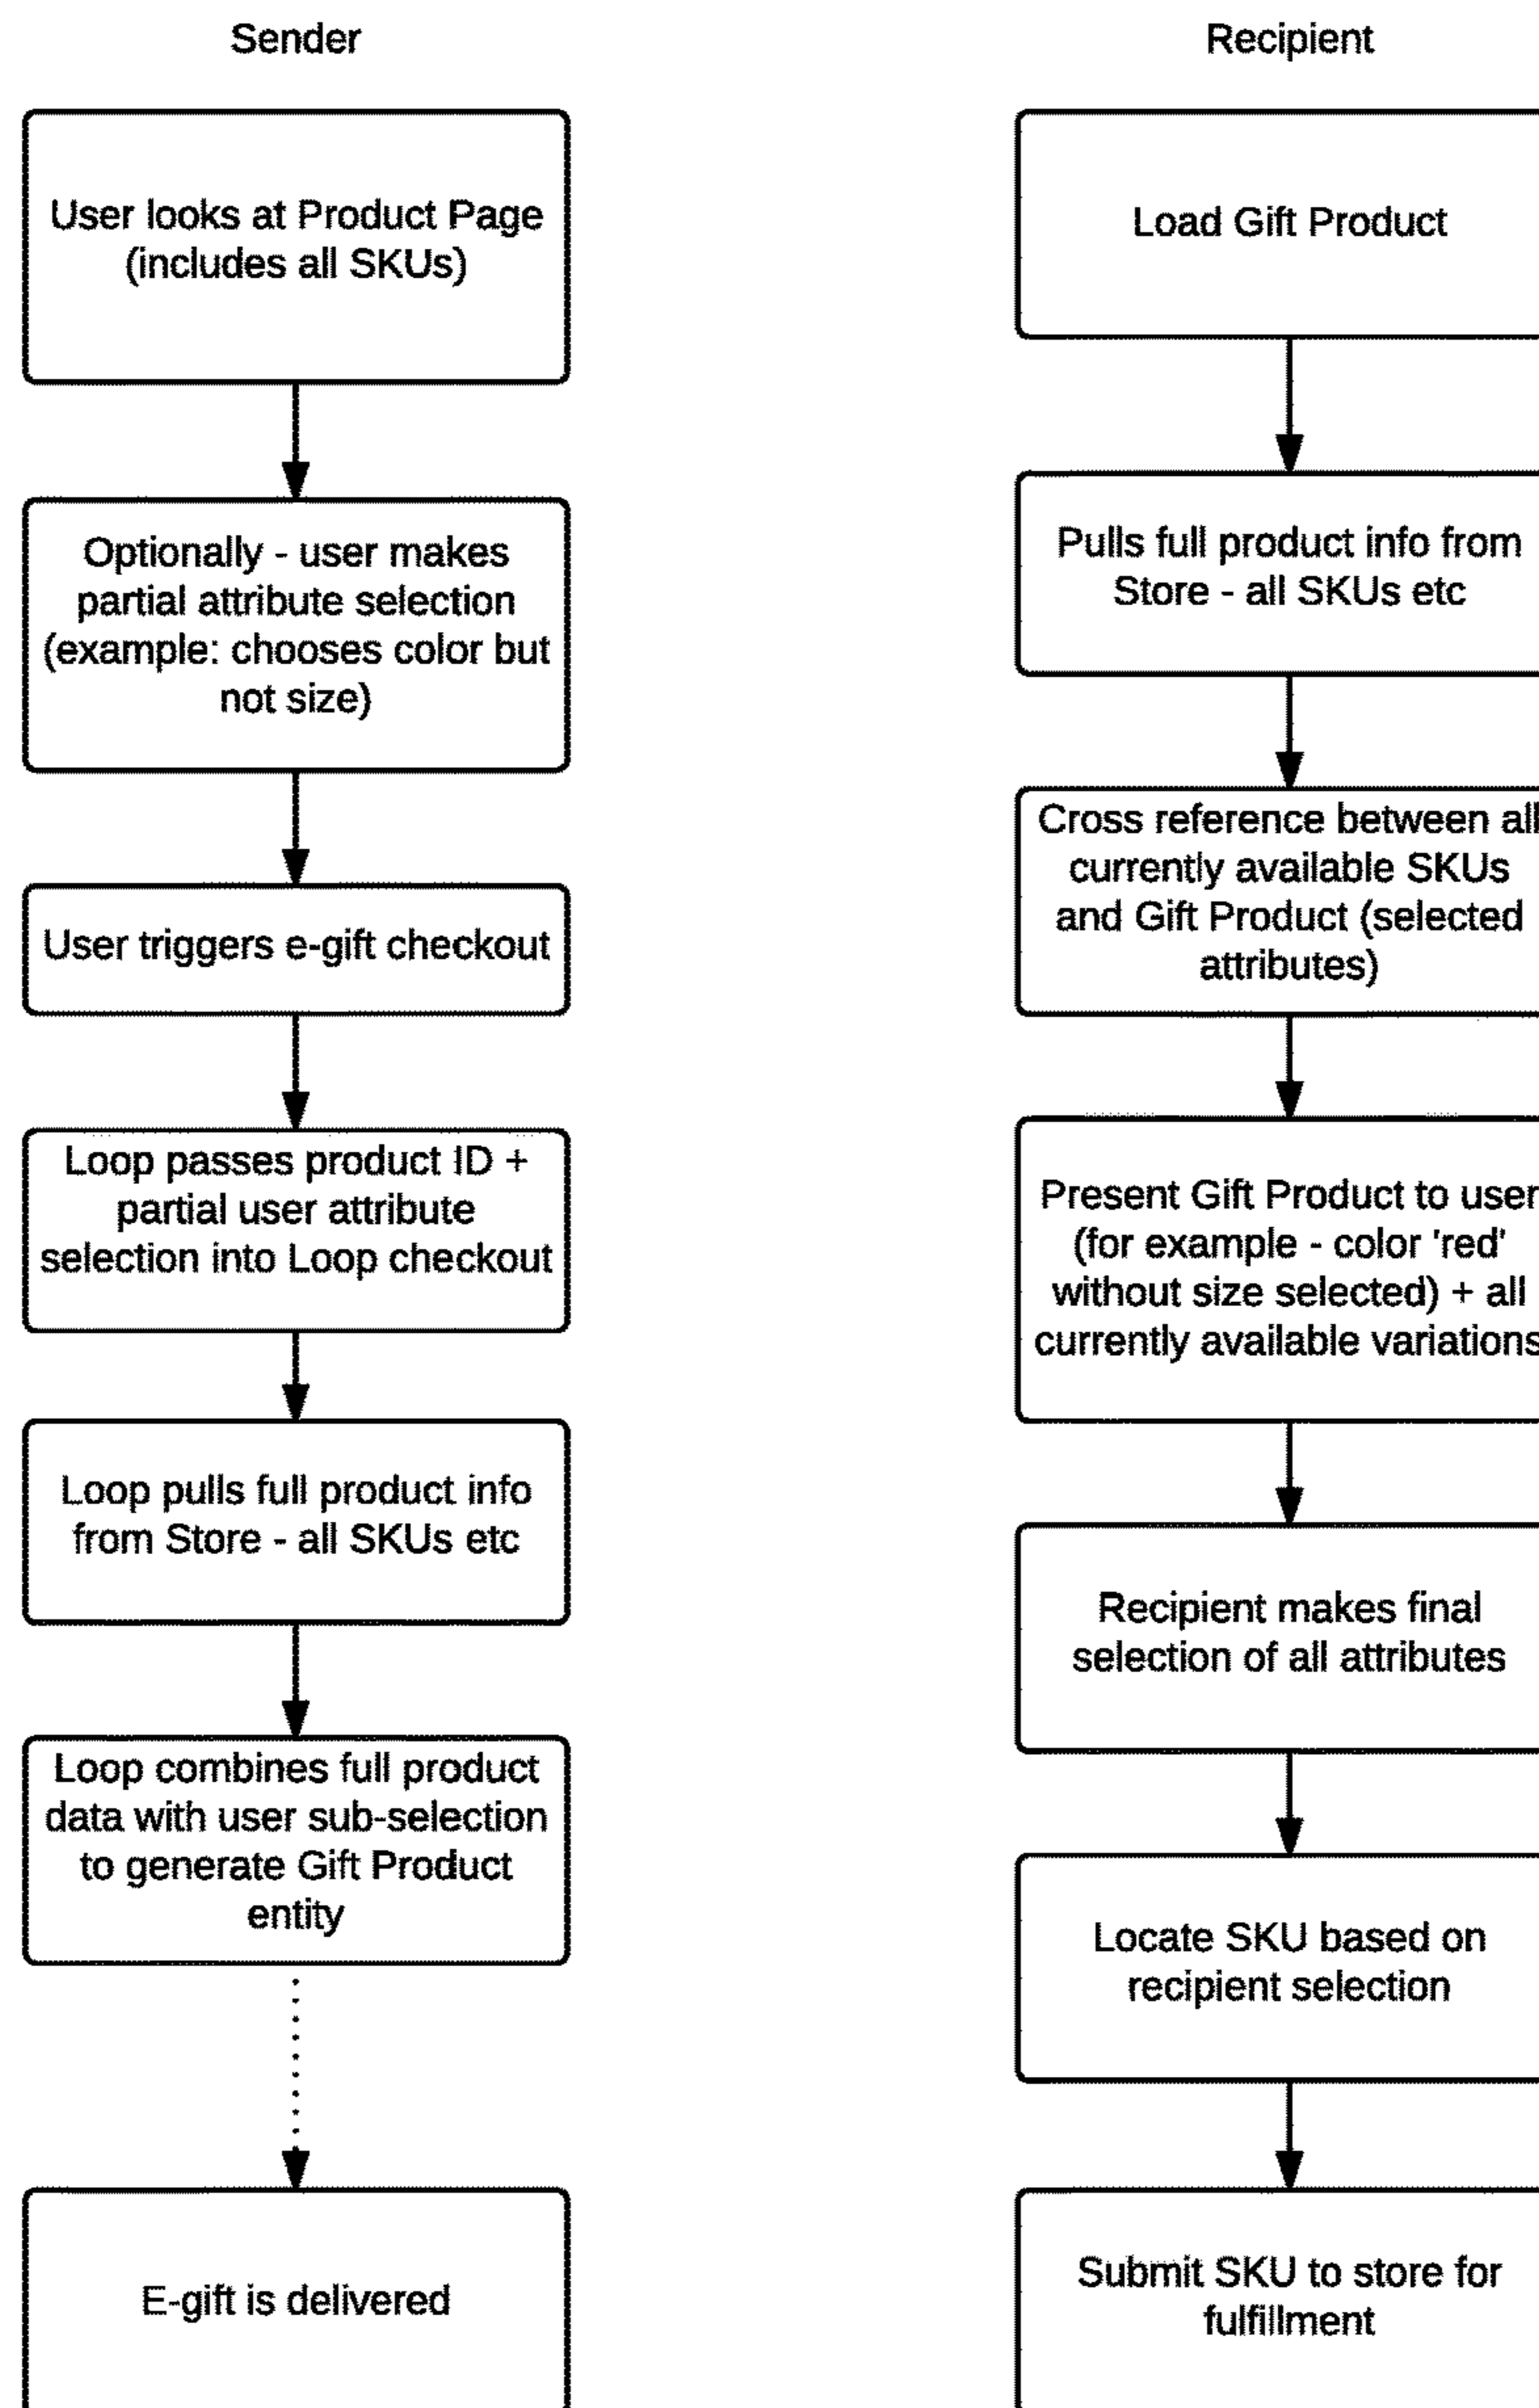 Sender
User looks at Product Page
(includes all SKUs)
Optionally - user makes
partial attribute selection
(example: chooses color but
not size)
User triggers e-gift checkout
Loop passes product ID +
partial user attribute
selection into Loop checkout
Loop pulls full product info
from Store - all SKUs etc
Loop combines full product
data with user sub-selection
to generate Gift Product
entity
E-gift is delivered
Recipient
Load Gift Product
Pulls full product info from
Store - all SKUs etc
Cross reference between all
currently available SKUs
and Gift Product (selected
attributes)
Present Gift Product to user
(for example - color 'red'
without size selected) + all
currently available variations
Recipient makes final
selection of all attributes
Locate SKU based on
recipient selection
Submit SKU to store for
fulfillment